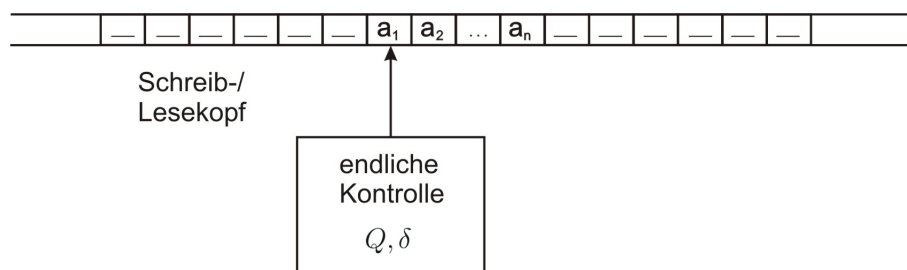 _ _ _ _ _ _ a₁ a₂ ... aₙ _ _ _ _ _ _
Schreib-/
Lesekopf
endliche
Kontrolle
Q, δ